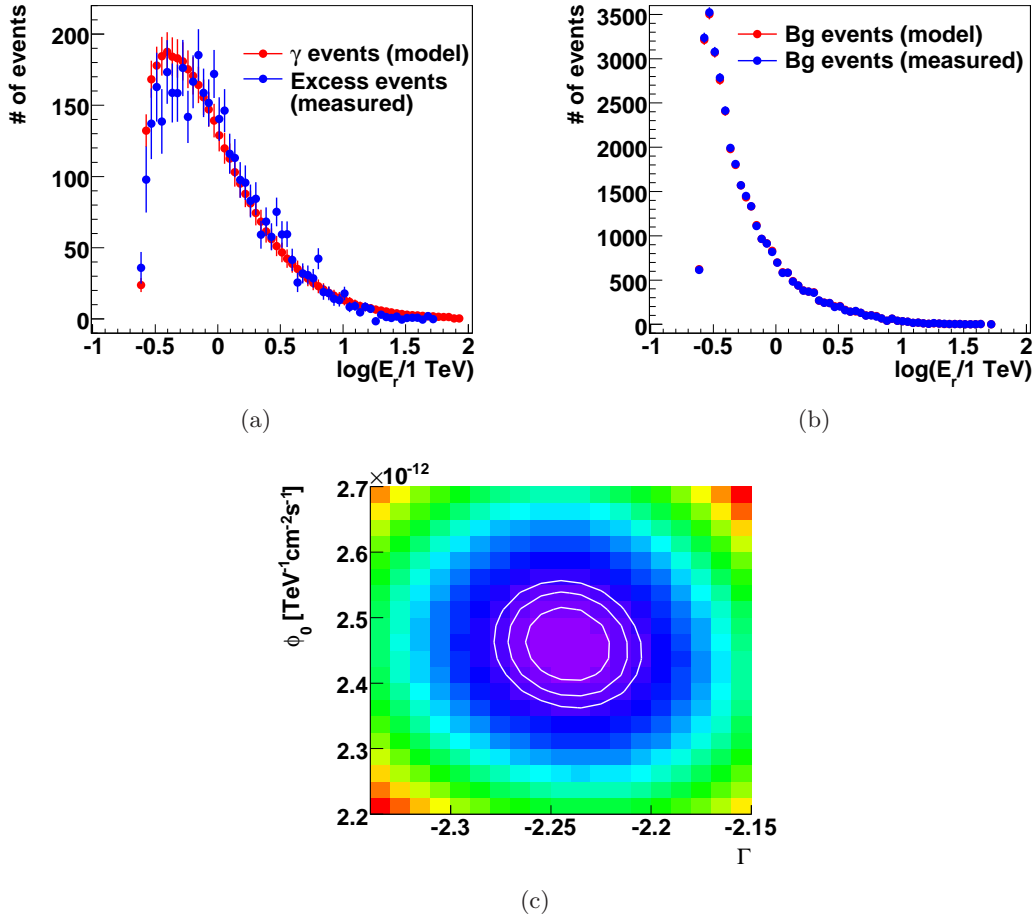 # of events
200
150
100
50
0
-1
-0.5
0
0.5
1
1.5
2
log(E_r/1 TeV)
γ events (model)
Excess events
(measured)
(a)
# of events
3500
3000
2500
2000
1500
1000
500
0
-1
-0.5
0
0.5
1
1.5
2
log(E_r/1 TeV)
Bg events (model)
Bg events (measured)
(b)
×10⁻¹²
ϕ₀ [TeV⁻¹cm⁻²s⁻¹]
2.7
2.6
2.5
2.4
2.3
2.2
-2.3
-2.25
-2.2
-2.15
Γ
(c)